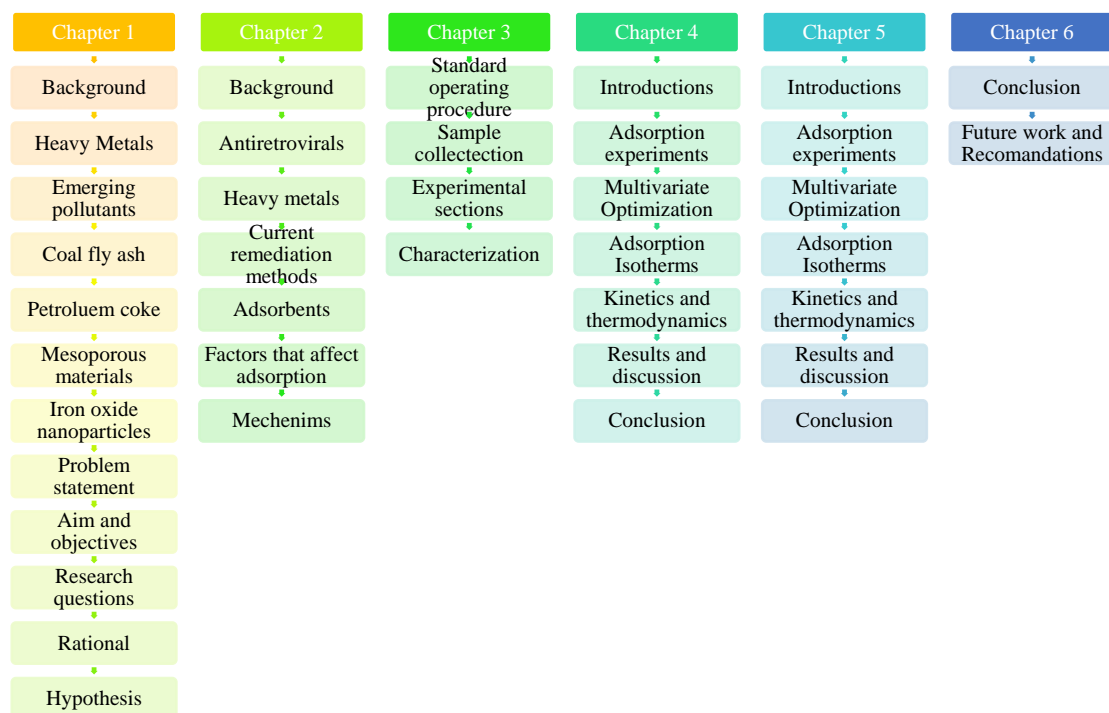 Chapter 1
Background
Heavy Metals
Emerging
pollutants
Coal fly ash
Petroluem coke
Mesoporous
materials
Iron oxide
nanoparticles
Problem
statement
Aim and
objectives
Research
questions
Rational
Hypothesis
Chapter 2
Background
Antiretrovirals
Heavy metals
Current
remediation
methods
Adsorbents
Factors that affect
adsorption
Mechenims
Chapter 3
Standard
operating
procedure
Sample
collectection
Experimental
sections
Characterization
Chapter 4
Introductions
Adsorption
experiments
Multivariate
Optimization
Adsorption
Isotherms
Kinetics and
thermodynamics
Results and
discussion
Conclusion
Chapter 5
Introductions
Adsorption
experiments
Multivariate
Optimization
Adsorption
Isotherms
Kinetics and
thermodynamics
Results and
discussion
Conclusion
Chapter 6
Conclusion
Future work and
Recomandations